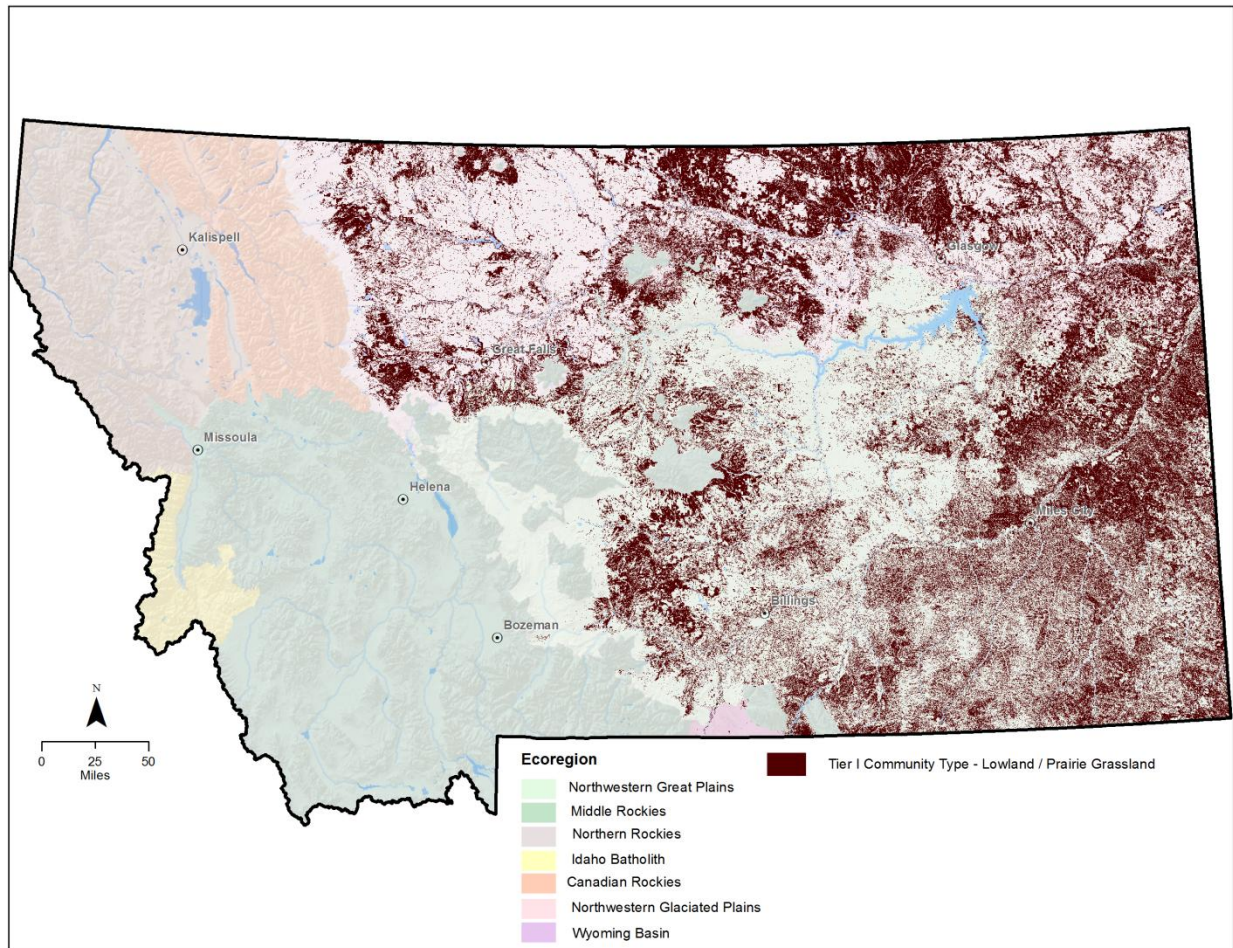 Kalispell
Glasgow
Great Falls
Missoula
Helena
Miles City
Billings
Bozeman
N
0 25 50
Miles
Ecoregion
Northwestern Great Plains
Middle Rockies
Northern Rockies
Idaho Batholith
Canadian Rockies
Northwestern Glaciated Plains
Wyoming Basin
Tier I Community Type - Lowland / Prairie Grassland